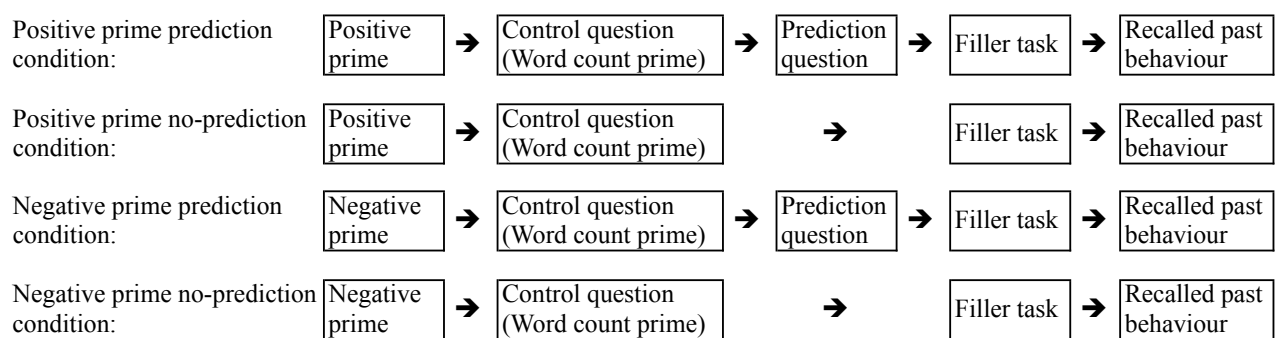 Positive prime prediction condition: Positive prime ➔ Control question (Word count prime) ➔ Prediction question ➔ Filler task ➔ Recalled past behaviour
Positive prime no-prediction condition: Positive prime ➔ Control question (Word count prime) ➔ Filler task ➔ Recalled past behaviour
Negative prime prediction condition: Negative prime ➔ Control question (Word count prime) ➔ Prediction question ➔ Filler task ➔ Recalled past behaviour
Negative prime no-prediction condition: Negative prime ➔ Control question (Word count prime) ➔ Filler task ➔ Recalled past behaviour